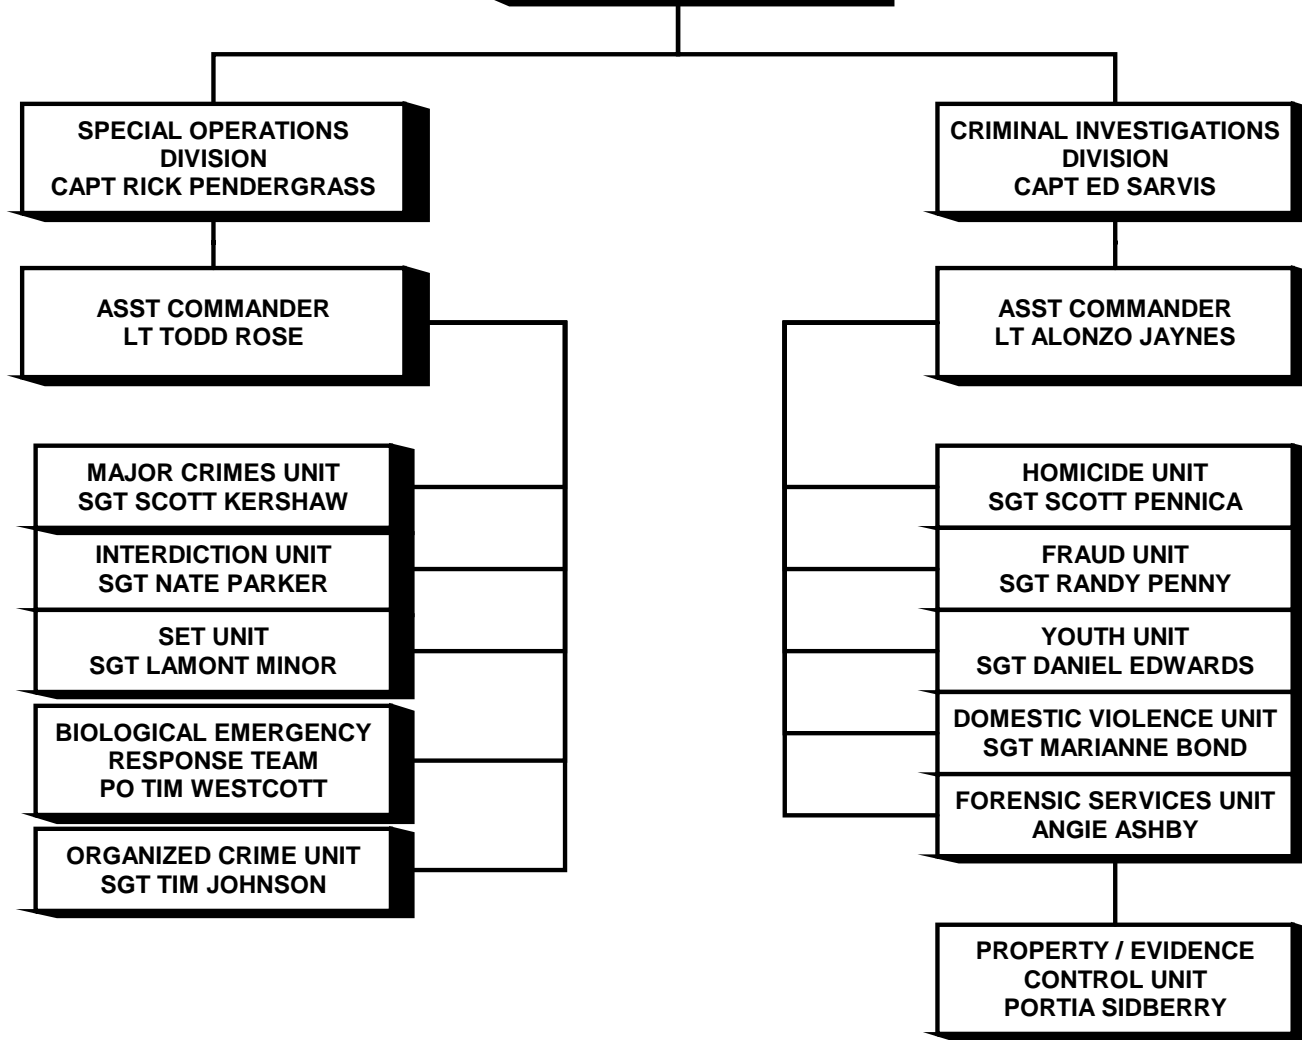 SPECIAL OPERATIONS
DIVISION
CAPT RICK PENDERGRASS
CRIMINAL INVESTIGATIONS
DIVISION
CAPT ED SARVIS
ASST COMMANDER
LT TODD ROSE
ASST COMMANDER
LT ALONZO JAYNES
MAJOR CRIMES UNIT
SGT SCOTT KERSHAW
INTERDICTION UNIT
SGT NATE PARKER
SET UNIT
SGT LAMONT MINOR
BIOLOGICAL EMERGENCY
RESPONSE TEAM
PO TIM WESTCOTT
ORGANIZED CRIME UNIT
SGT TIM JOHNSON
HOMICIDE UNIT
SGT SCOTT PENNICA
FRAUD UNIT
SGT RANDY PENNY
YOUTH UNIT
SGT DANIEL EDWARDS
DOMESTIC VIOLENCE UNIT
SGT MARIANNE BOND
FORENSIC SERVICES UNIT
ANGIE ASHBY
PROPERTY / EVIDENCE
CONTROL UNIT
PORTIA SIDBERRY